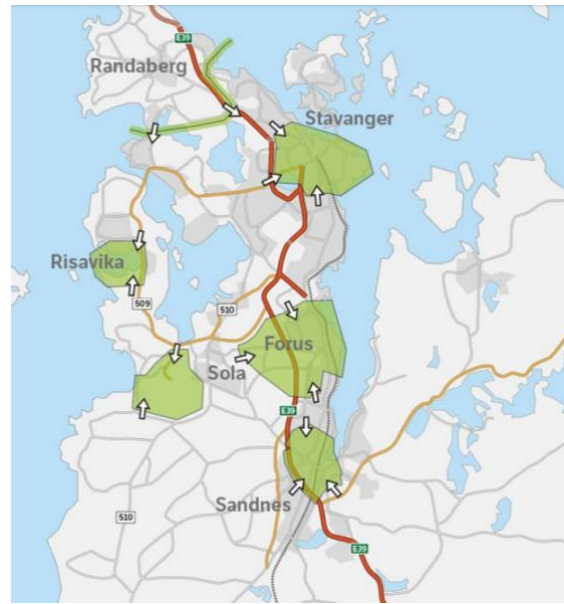 E39
Randaberg
Stavanger
Risavika
509
510
Forus
Sola
E39
Sandnes
510
E39